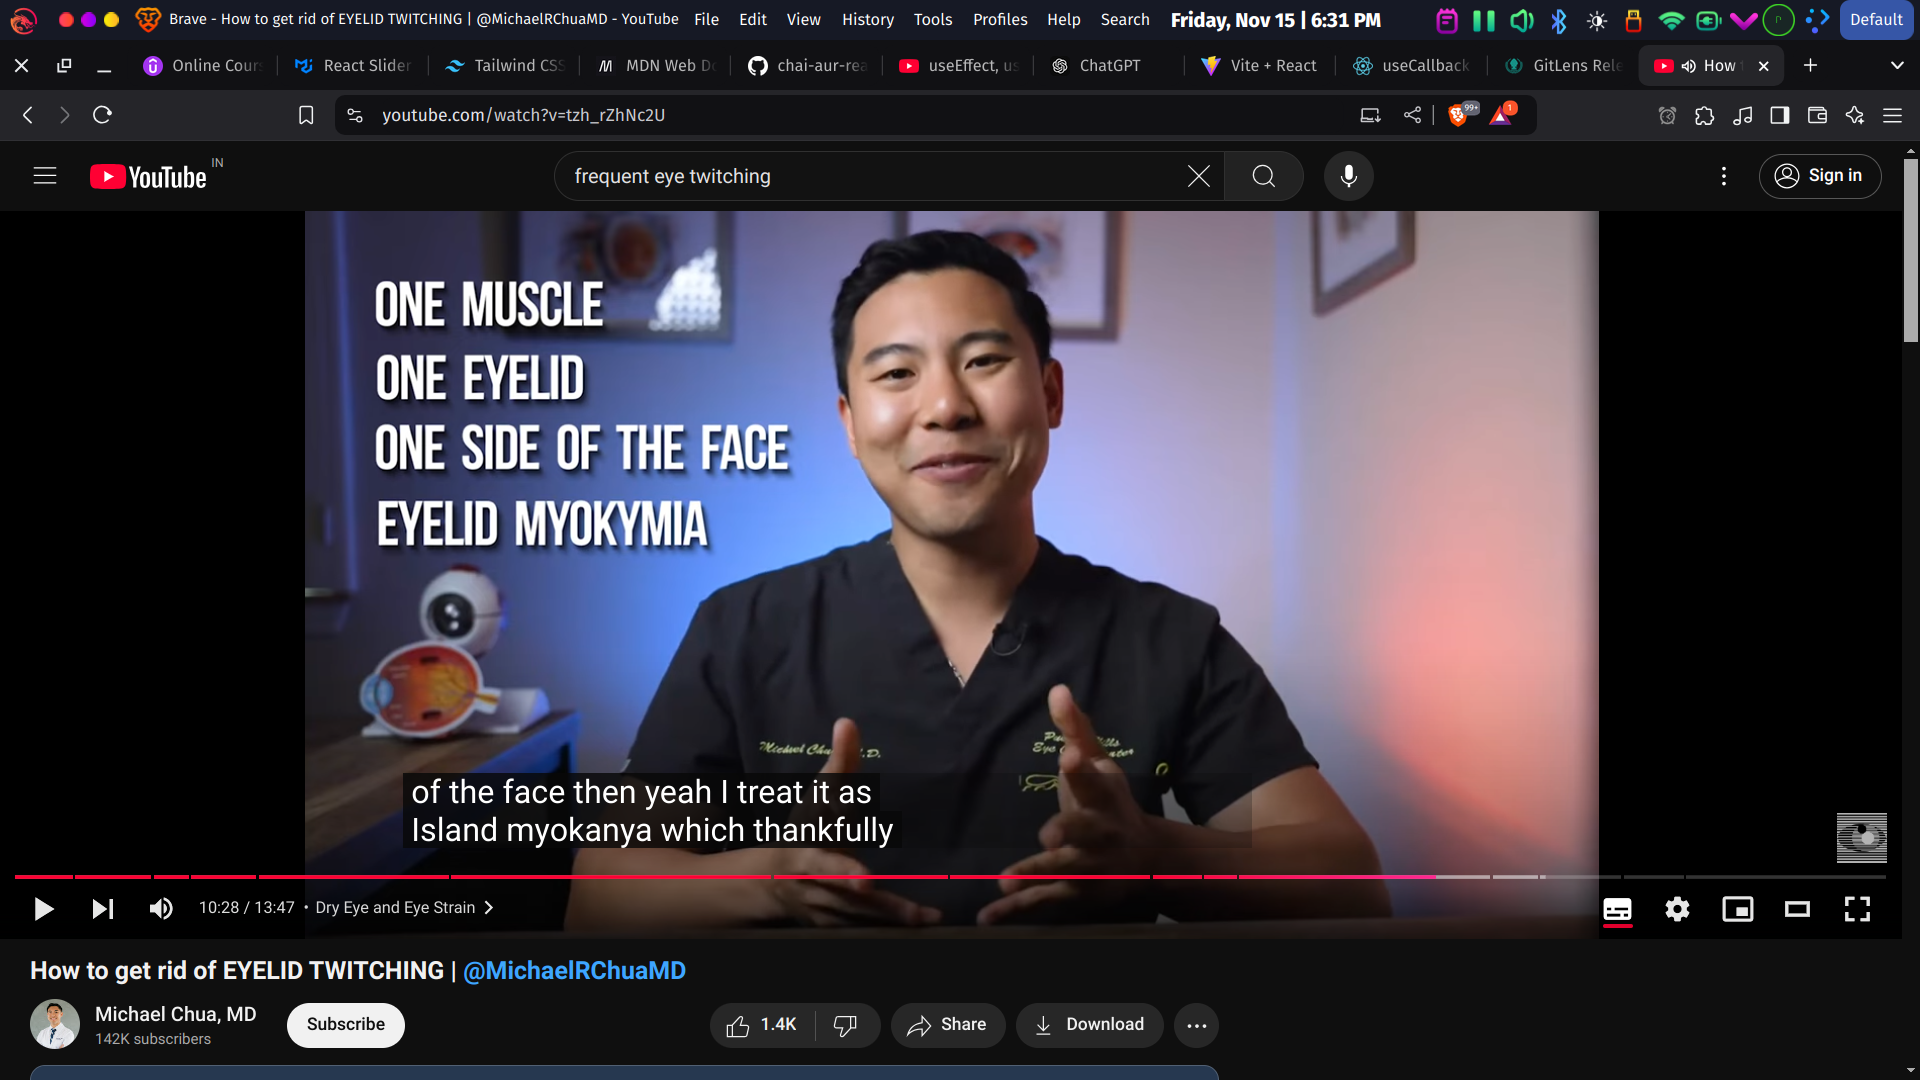 Brave - How to get rid of EYELID TWITCHING | @MichaelRChuaMD - YouTube File Edit View History Tools Profiles Help Search Friday, Nov 15 | 6:31 PM Default
Online Cour React Slider Tailwind CSS MDN Web Do chai-aur-rea useEffect, us ChatGPT Vite + React useCallback GitLens Rele How
youtube.com/watch?v=tzh_rZhNc2U 99+ 1
YouTube IN frequent eye twitching Sign in
ONE MUSCLE
ONE EYELID
ONE SIDE OF THE FACE
EYELID MYOKYMIA
of the face then yeah I treat it as
Island myokanya which thankfully
10:28 / 13:47 • Dry Eye and Eye Strain
How to get rid of EYELID TWITCHING | @MichaelRChuaMD
Michael Chua, MD
142K subscribers
Subscribe
1.4K Share Download